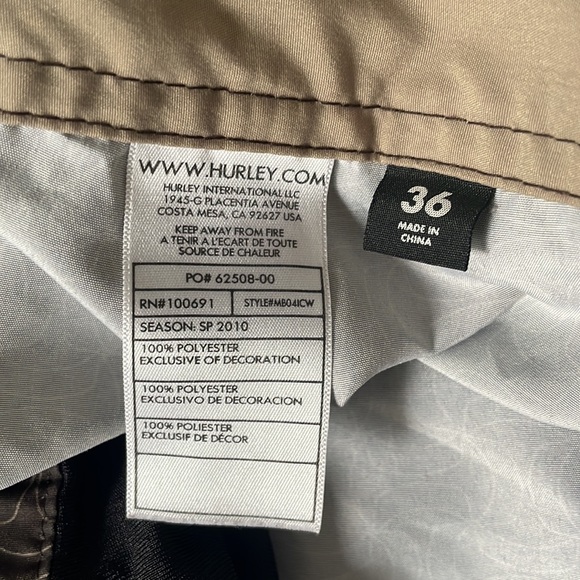 WWW.HURLEY.COM
HURLEY INTERNATIONAL LLC
1945-G PLACENTIA AVENUE
COSTA MESA, CA 92627 USA
KEEP AWAY FROM FIRE
A TENIR A L'ECART DE TOUTE
SOURCE DE CHALEUR
PO# 62508-00
RN#100691 STYLE#MB04ICW
SEASON: SP 2010
100% POLYESTER
EXCLUSIVE OF DECORATION
100% POLYESTER
EXCLUSIVO DE DECORACION
100% POLIESTER
EXCLUSIF DE DÉCOR
36
MADE IN
CHINA